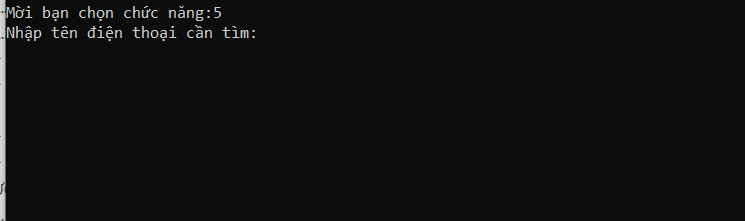 Mời bạn chọn chức năng:5
Nhập tên điện thoại cần tìm: